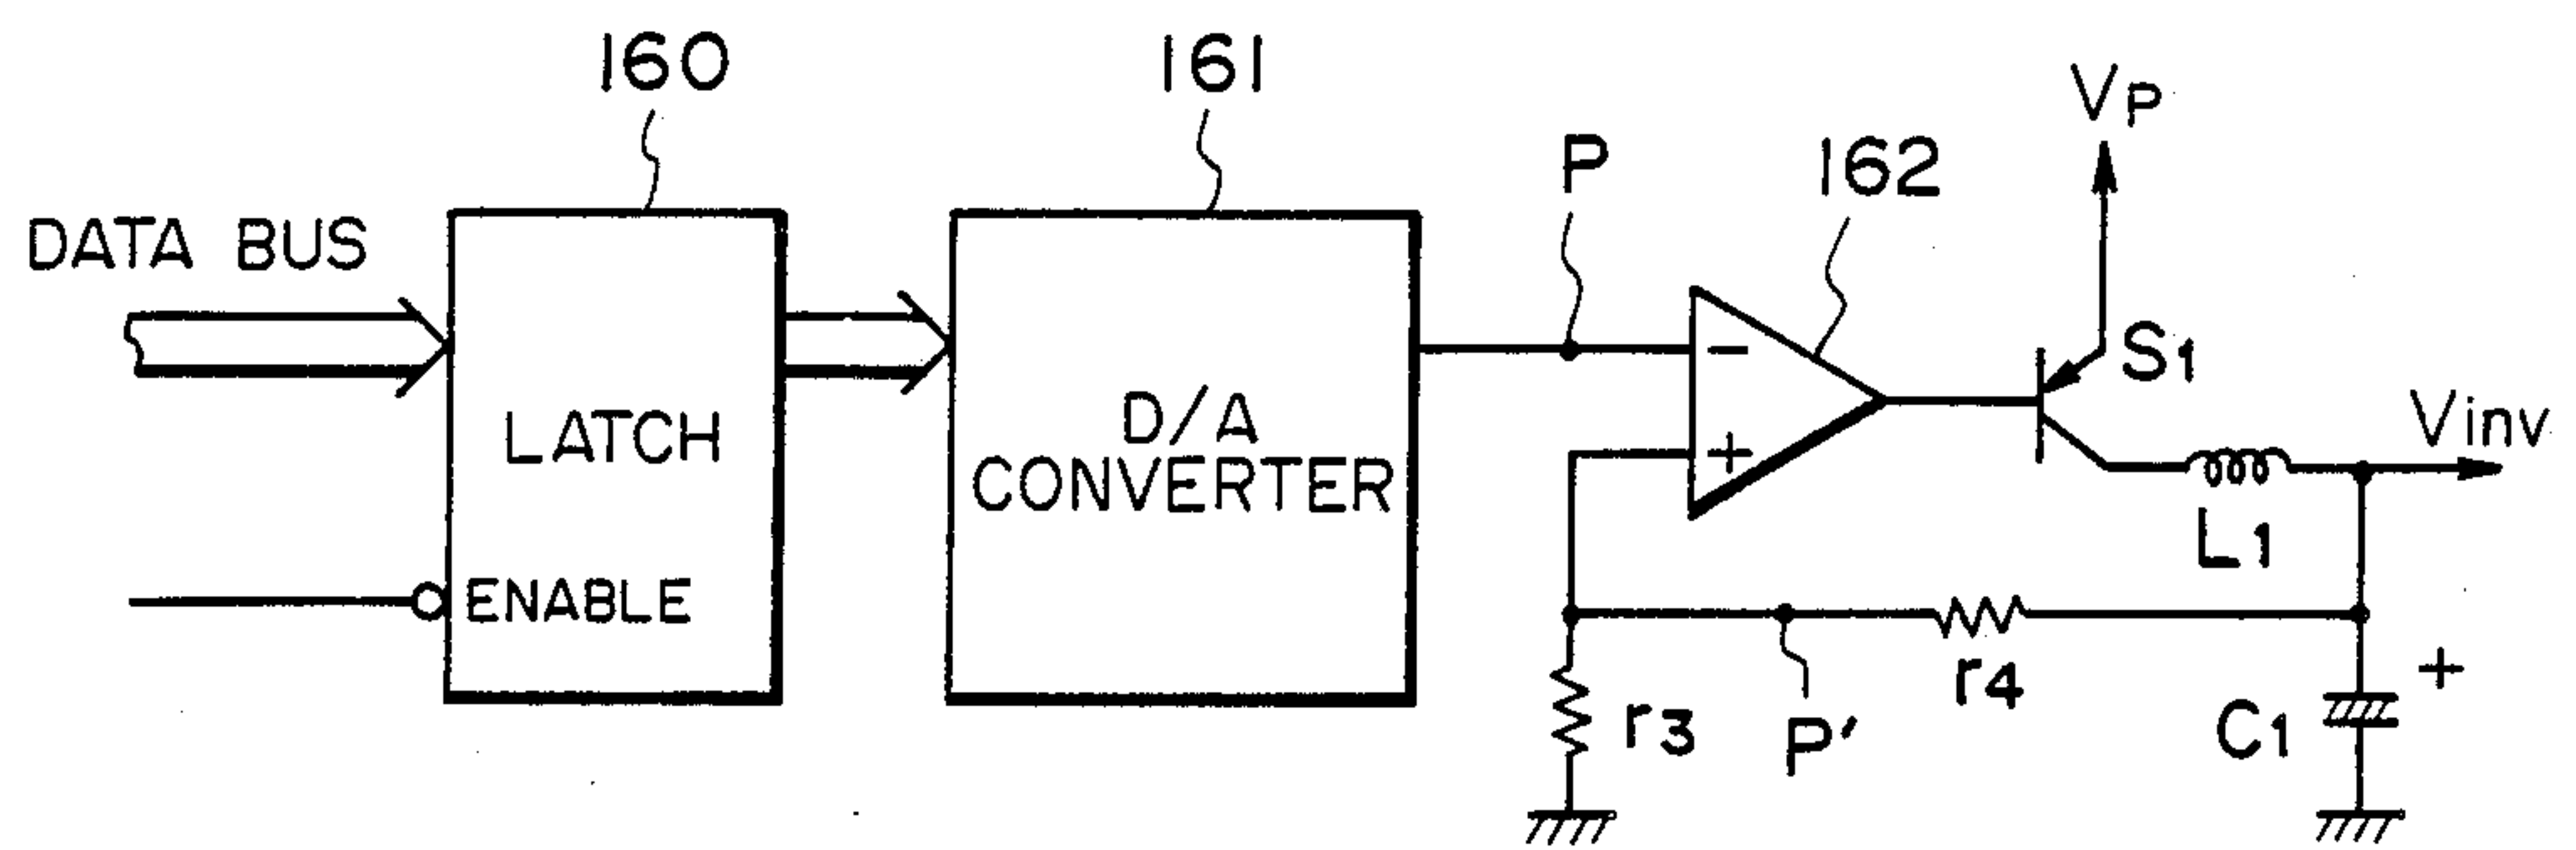 160
161
162
P
VP
DATA BUS
S1
Vinv
LATCH
D/A
CONVERTER
-
+
L1
ENABLE
r4
+
r3
P'
C1